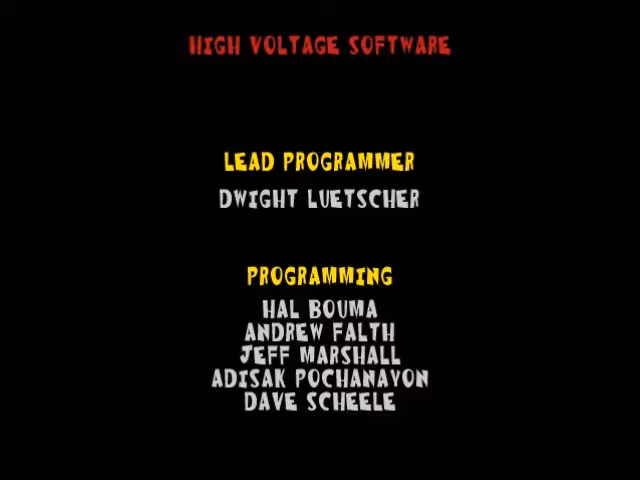 HIGH VOLTAGE SOFTWARE
LEAD PROGRAMMER
DWIGHT LUETSCHER
PROGRAMMING
HAL BOUMA
ANDREW FALTH
JEFF MARSHALL
ADISAK POCHANAYON
DAVE SCHEELE